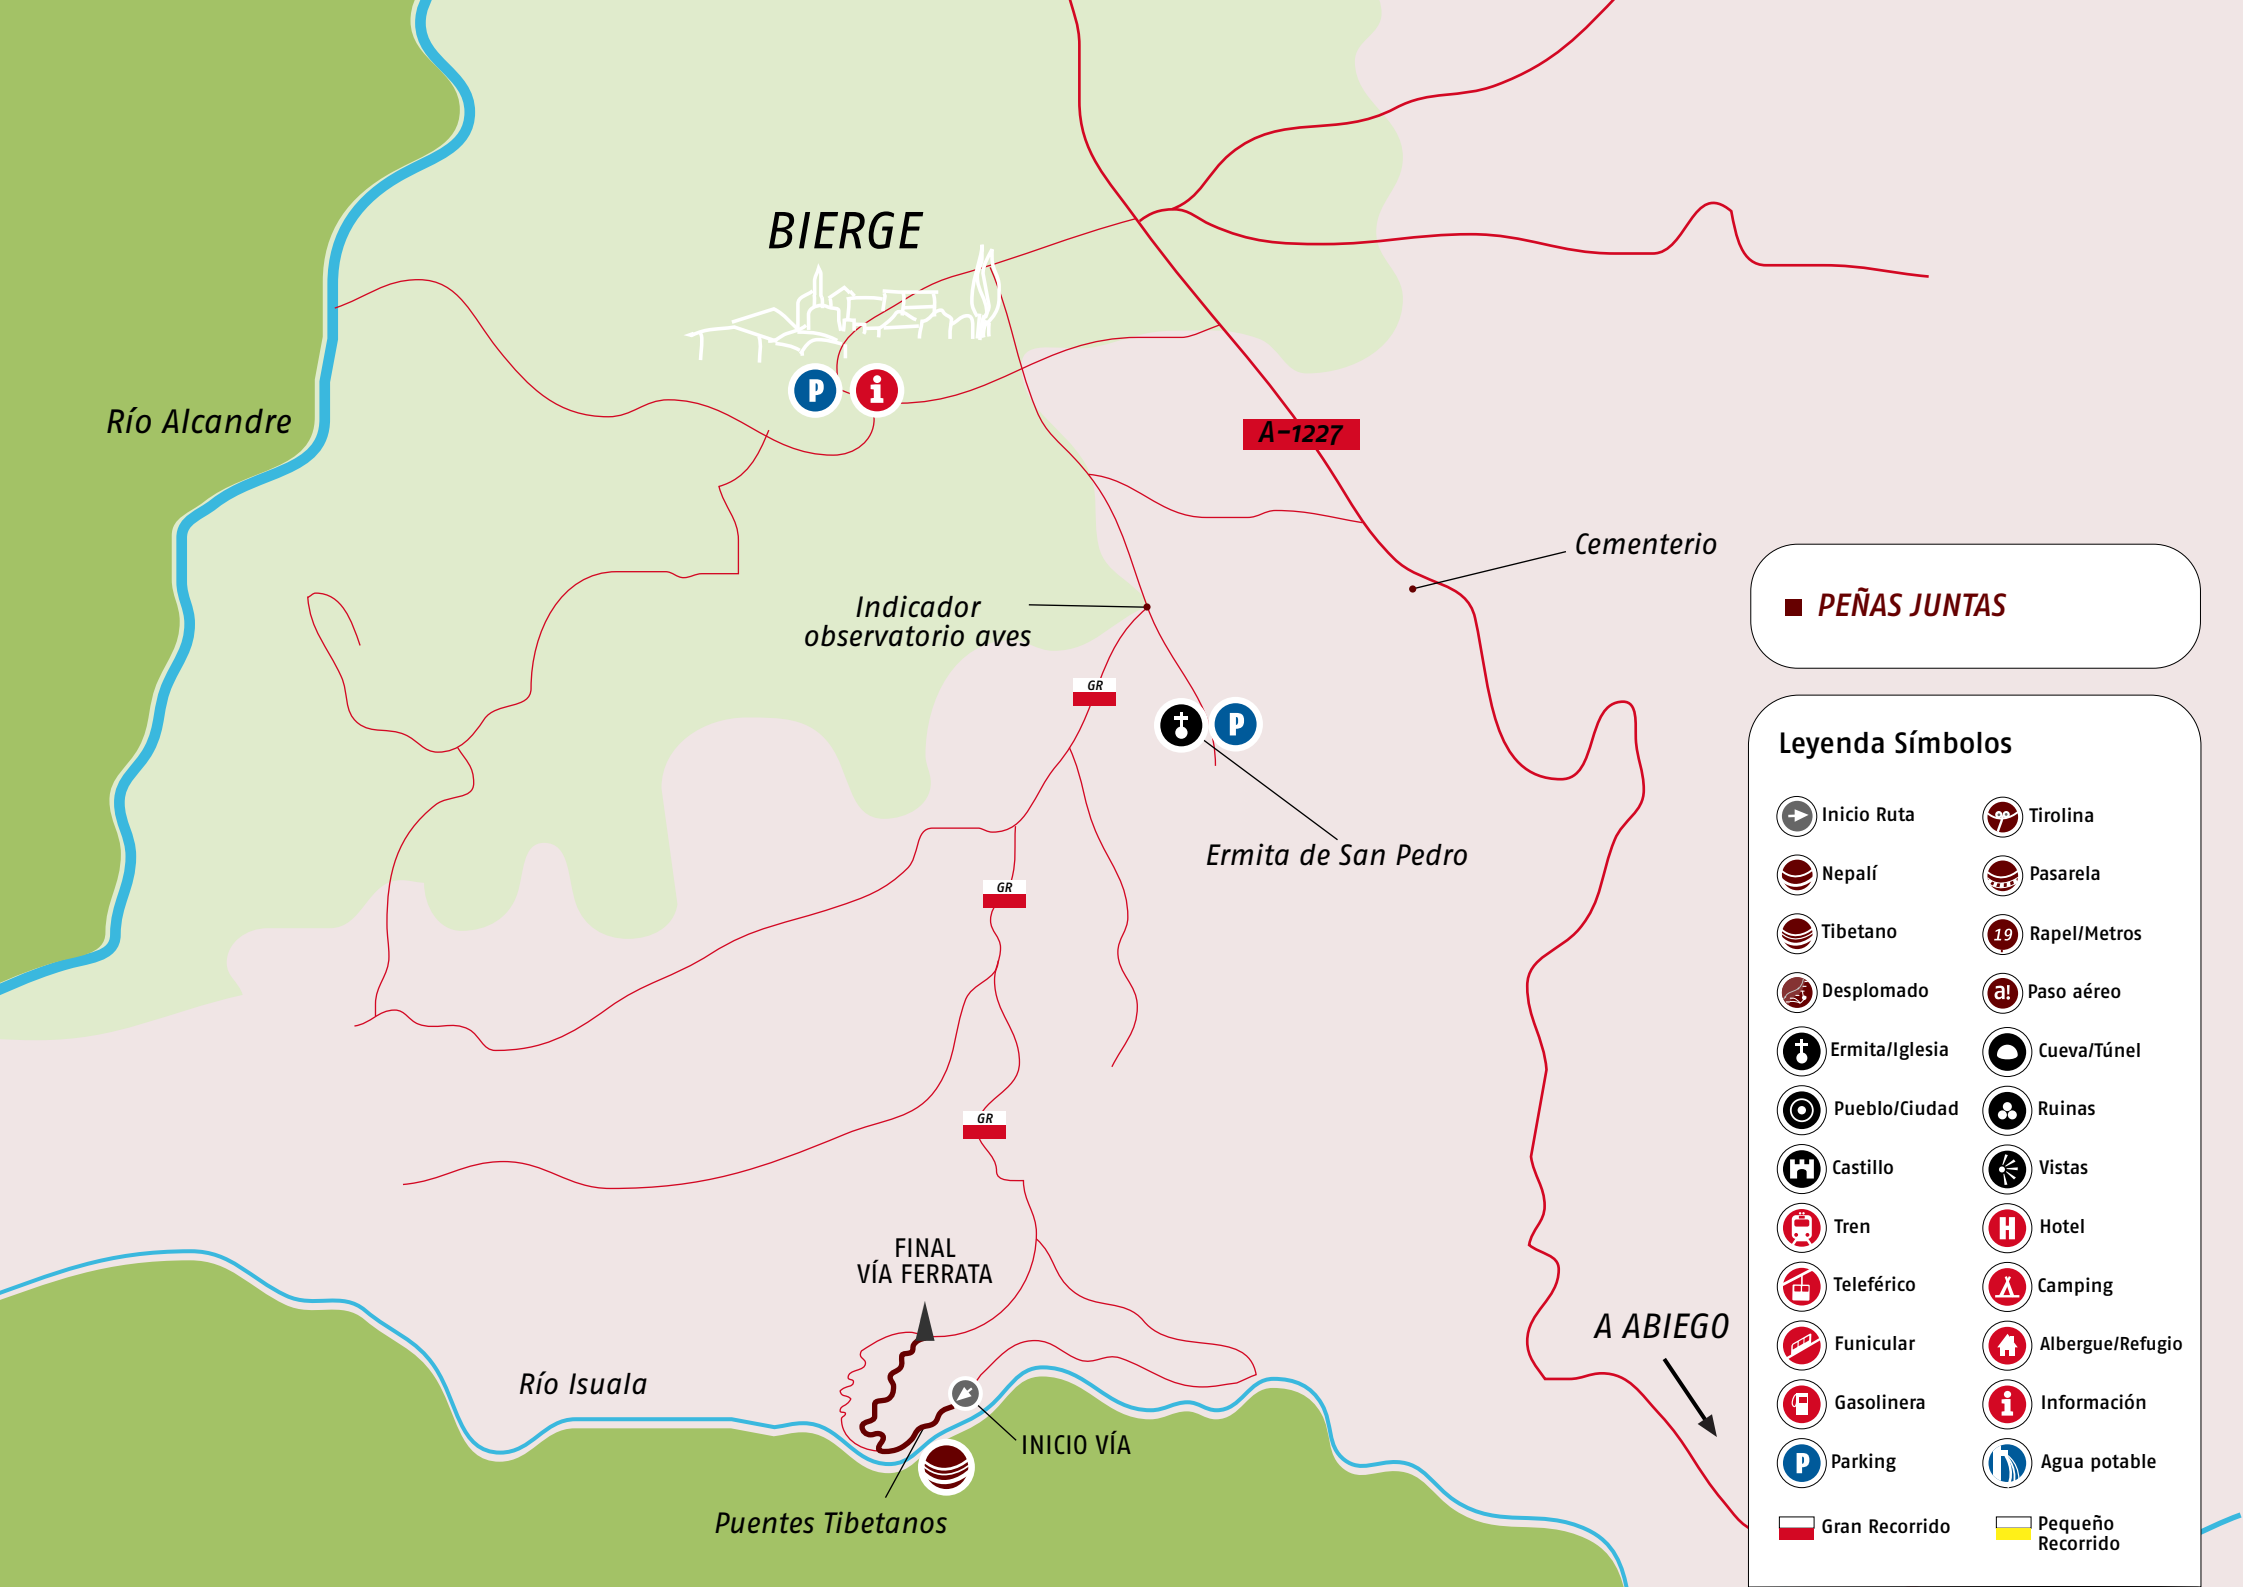 BIERGE
P
i
Río Alcandre
A-1227
Cementerio
Indicador
observatorio aves
GR
P
Ermita de San Pedro
GR
GR
FINAL
VÍA FERRATA
A ABIEGO
Río Isuala
INICIO VÍA
Puentes Tibetanos
PEÑAS JUNTAS
Leyenda Símbolos
Inicio Ruta
Tirolina
Nepalí
Pasarela
Tibetano
19 Rapel/Metros
Desplomado
a! Paso aéreo
Ermita/Iglesia
Cueva/Túnel
Pueblo/Ciudad
Ruinas
Castillo
Vistas
Tren
H Hotel
Teleférico
Camping
Funicular
Albergue/Refugio
Gasolinera
i Información
P Parking
Agua potable
Gran Recorrido
Pequeño
Recorrido